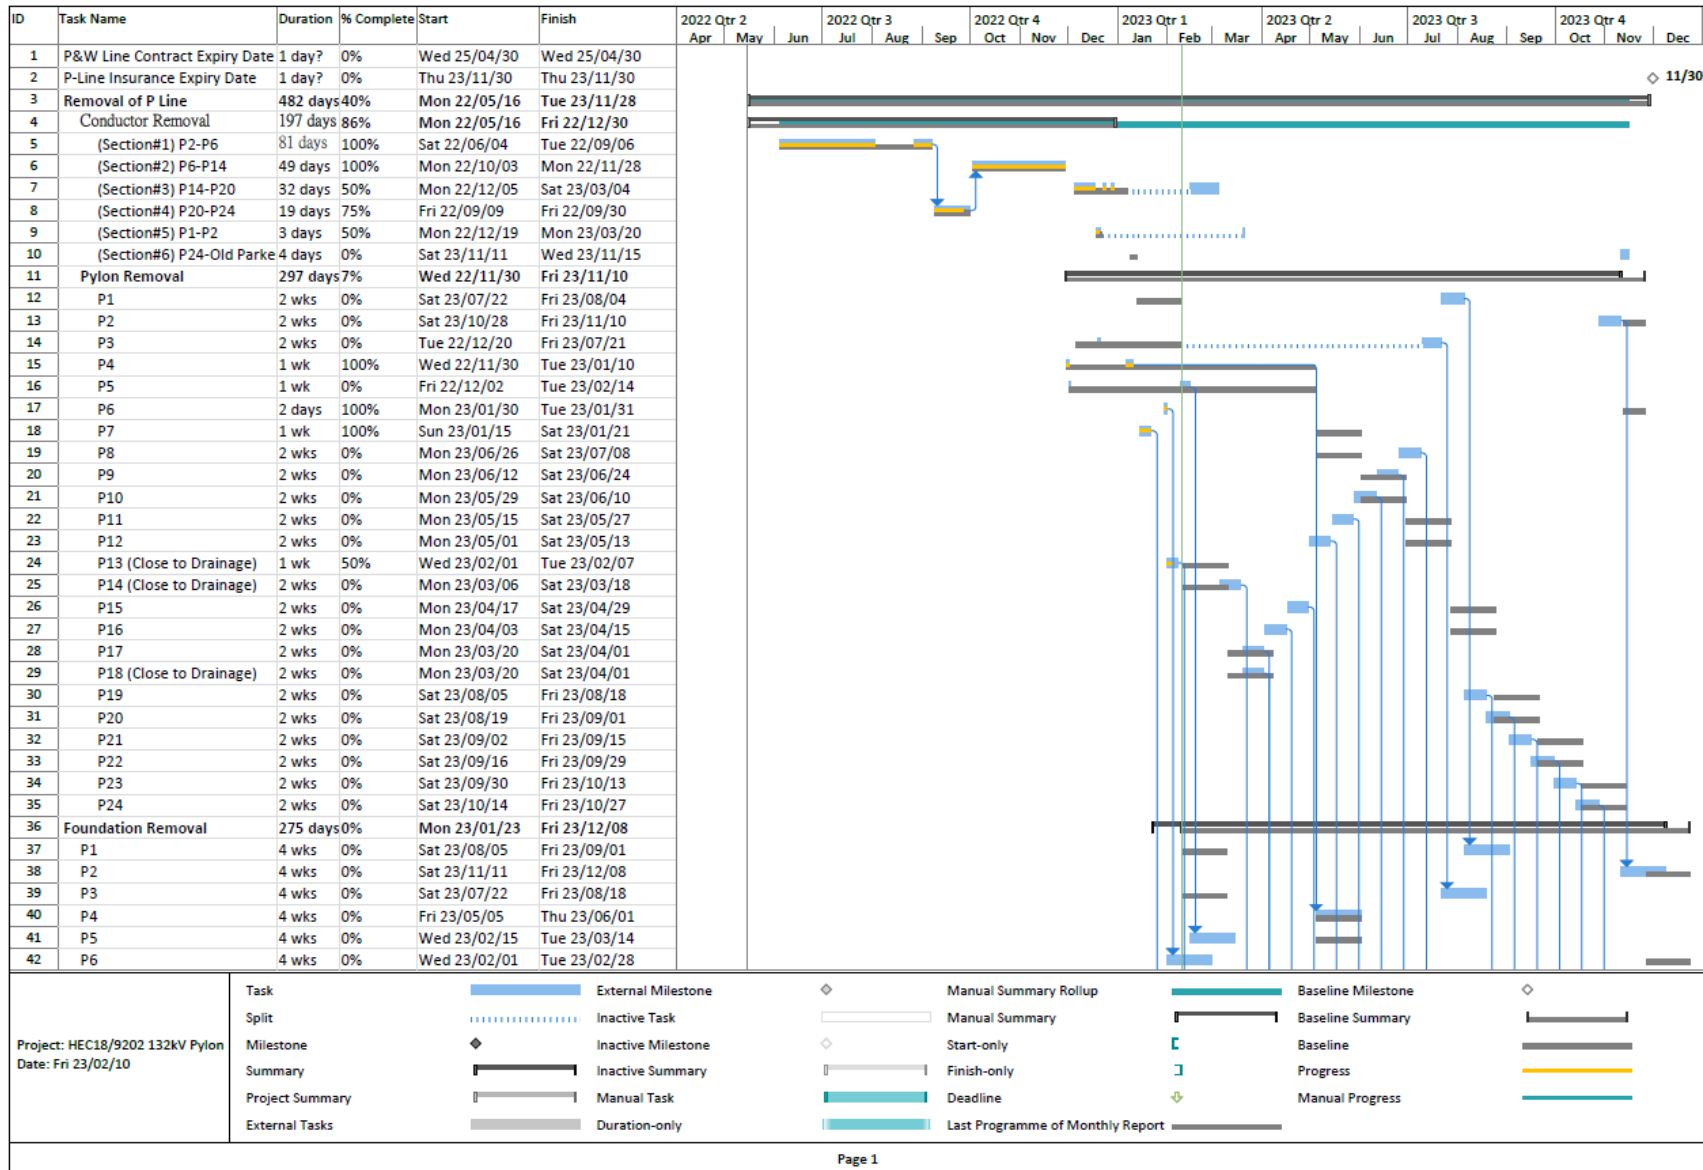 ID Task Name Duration % Complete Start Finish 2022 Qtr 2 2022 Qtr 3 2022 Qtr 4 2023 Qtr 1 2023 Qtr 2 2023 Qtr 3 2023 Qtr 4
Apr May Jun Jul Aug Sep Oct Nov Dec Jan Feb Mar Apr May Jun Jul Aug Sep Oct Nov Dec
1 P&W Line Contract Expiry Date 1 day? 0% Wed 25/04/30 Wed 25/04/30
2 P-Line Insurance Expiry Date 1 day? 0% Thu 23/11/30 Thu 23/11/30 11/30
3 Removal of P Line 482 days 40% Mon 22/05/16 Tue 23/11/28
4 Conductor Removal 197 days 86% Mon 22/05/16 Fri 22/12/30
5 (Section#1) P2-P6 81 days 100% Sat 22/06/04 Tue 22/09/06
6 (Section#2) P6-P14 49 days 100% Mon 22/10/03 Mon 22/11/28
7 (Section#3) P14-P20 32 days 50% Mon 22/12/05 Sat 23/03/04
8 (Section#4) P20-P24 19 days 75% Fri 22/09/09 Fri 22/09/30
9 (Section#5) P1-P2 3 days 50% Mon 22/12/19 Mon 23/03/20
10 (Section#6) P24-Old Parke 4 days 0% Sat 23/11/11 Wed 23/11/15
11 Pylon Removal 297 days 7% Wed 22/11/30 Fri 23/11/10
12 P1 2 wks 0% Sat 23/07/22 Fri 23/08/04
13 P2 2 wks 0% Sat 23/10/28 Fri 23/11/10
14 P3 2 wks 0% Tue 22/12/20 Fri 23/07/21
15 P4 1 wk 100% Wed 22/11/30 Tue 23/01/10
16 P5 1 wk 0% Fri 22/12/02 Tue 23/02/14
17 P6 2 days 100% Mon 23/01/30 Tue 23/01/31
18 P7 1 wk 100% Sun 23/01/15 Sat 23/01/21
19 P8 2 wks 0% Mon 23/06/26 Sat 23/07/08
20 P9 2 wks 0% Mon 23/06/12 Sat 23/06/24
21 P10 2 wks 0% Mon 23/05/29 Sat 23/06/10
22 P11 2 wks 0% Mon 23/05/15 Sat 23/05/27
23 P12 2 wks 0% Mon 23/05/01 Sat 23/05/13
24 P13 (Close to Drainage) 1 wk 50% Wed 23/02/01 Tue 23/02/07
25 P14 (Close to Drainage) 2 wks 0% Mon 23/03/06 Sat 23/03/18
26 P15 2 wks 0% Mon 23/04/17 Sat 23/04/29
27 P16 2 wks 0% Mon 23/04/03 Sat 23/04/15
28 P17 2 wks 0% Mon 23/03/20 Sat 23/04/01
29 P18 (Close to Drainage) 2 wks 0% Mon 23/03/20 Sat 23/04/01
30 P19 2 wks 0% Sat 23/08/05 Fri 23/08/18
31 P20 2 wks 0% Sat 23/08/19 Fri 23/09/01
32 P21 2 wks 0% Sat 23/09/02 Fri 23/09/15
33 P22 2 wks 0% Sat 23/09/16 Fri 23/09/29
34 P23 2 wks 0% Sat 23/09/30 Fri 23/10/13
35 P24 2 wks 0% Sat 23/10/14 Fri 23/10/27
36 Foundation Removal 275 days 0% Mon 23/01/23 Fri 23/12/08
37 P1 4 wks 0% Sat 23/08/05 Fri 23/09/01
38 P2 4 wks 0% Sat 23/11/11 Fri 23/12/08
39 P3 4 wks 0% Sat 23/07/22 Fri 23/08/18
40 P4 4 wks 0% Fri 23/05/05 Thu 23/06/01
41 P5 4 wks 0% Wed 23/02/15 Tue 23/03/14
42 P6 4 wks 0% Wed 23/02/01 Tue 23/02/28
Project: HEC18/9202 132kV Pylon
Date: Fri 23/02/10
Task External Milestone Manual Summary Rollup Baseline Milestone
Split Inactive Task Manual Summary Baseline Summary
Milestone Inactive Milestone Start-only Baseline
Summary Inactive Summary Finish-only Progress
Project Summary Manual Task Deadline Manual Progress
External Tasks Duration-only Last Programme of Monthly Report
Page 1